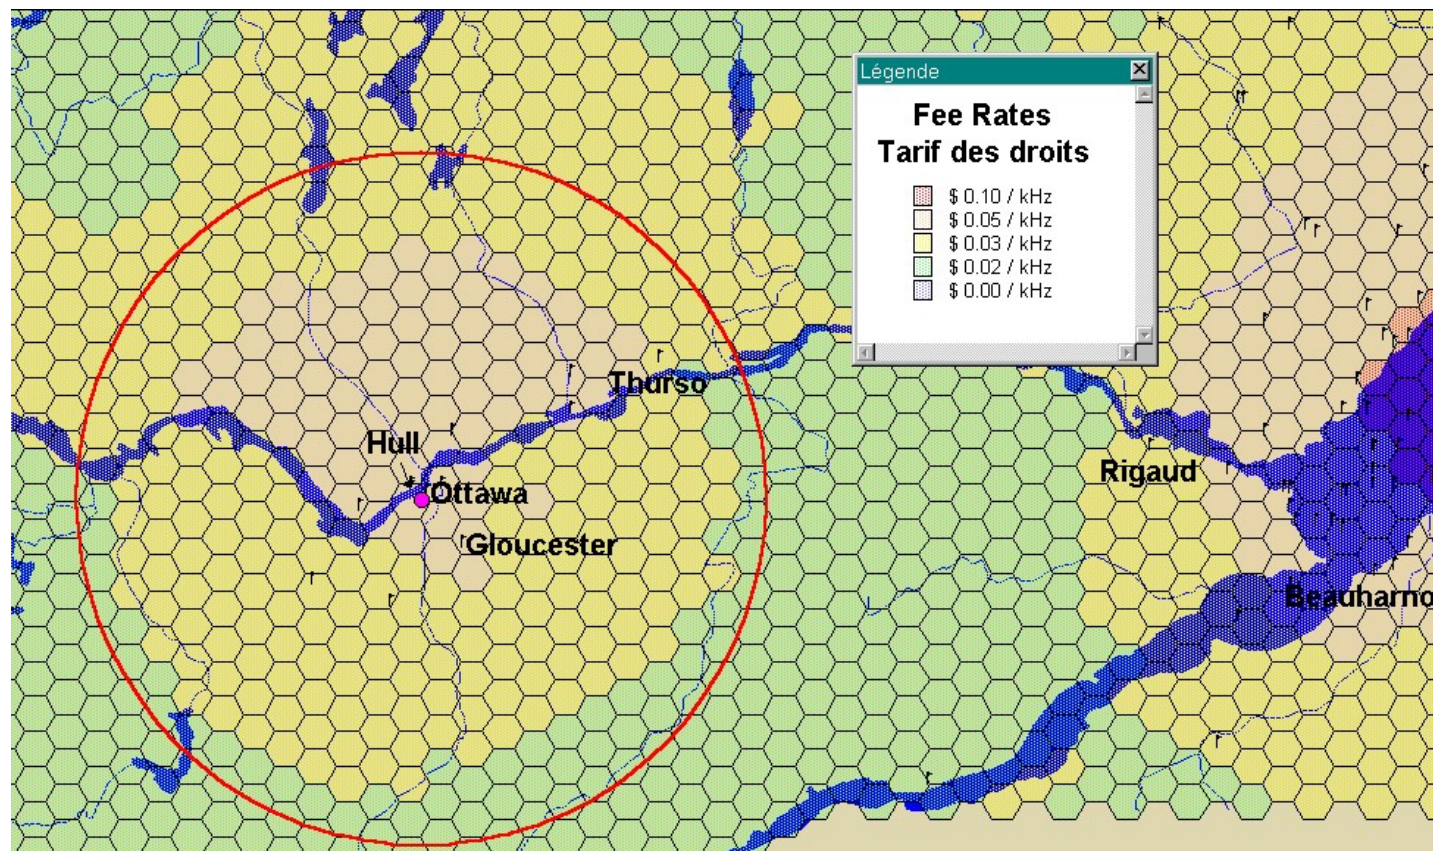 Légende
Fee Rates
Tarif des droits
$ 0.10 / kHz
$ 0.05 / kHz
$ 0.03 / kHz
$ 0.02 / kHz
$ 0.00 / kHz
Thurso
Hull
Rigaud
Ottawa
Gloucester
Beauharno